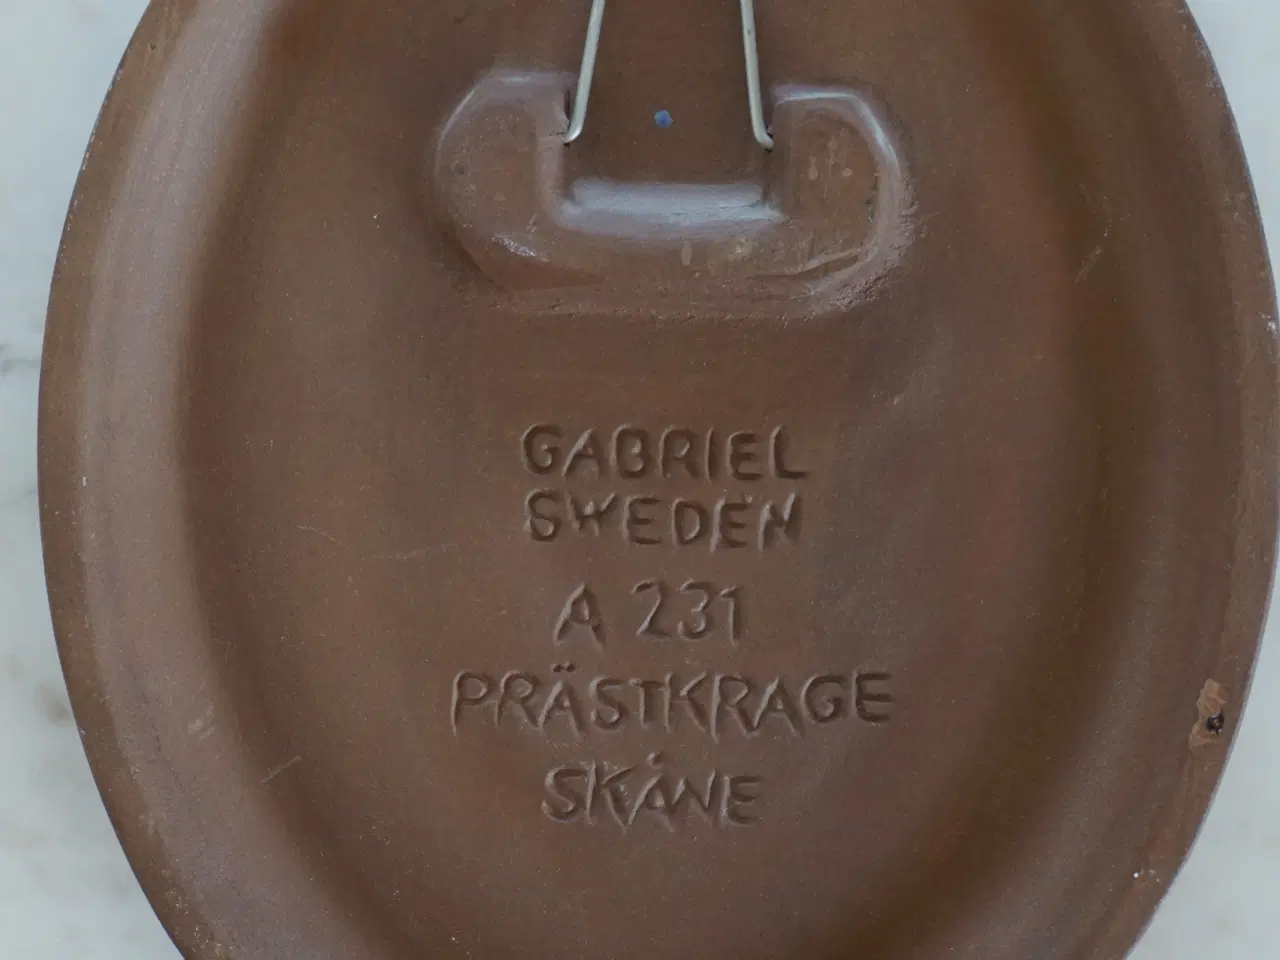 GABRIEL
SWEDEN
A 231
PRÄSTKRAGE
SKÅNE